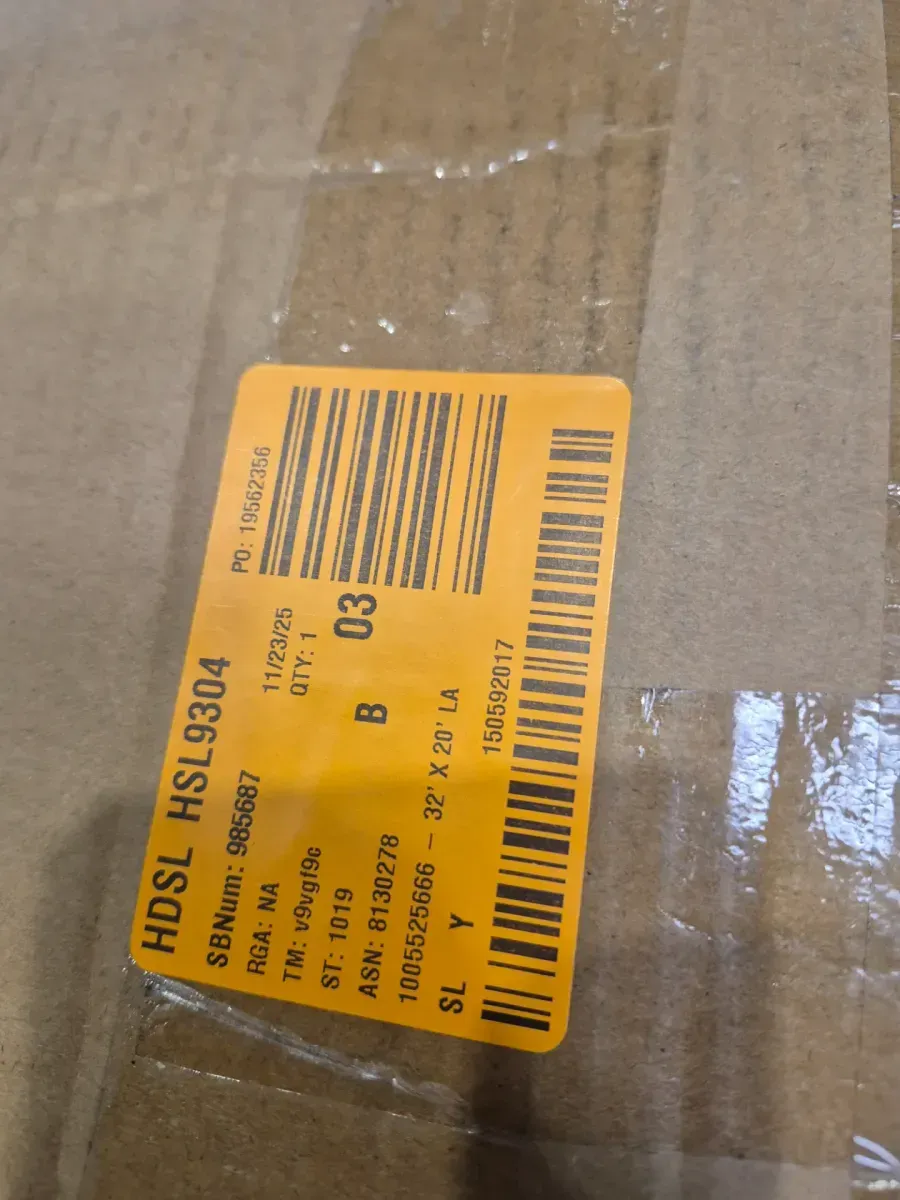 HDSL HSL9304
SBNum: 985687
PO: 19562356
RGA: NA
11/23/25
TM: v9vgf9c
QTY: 1
ST: 1019
B
03
ASN: 8130278
1005525666 – 32' X 20' LA
SL Y
150592017